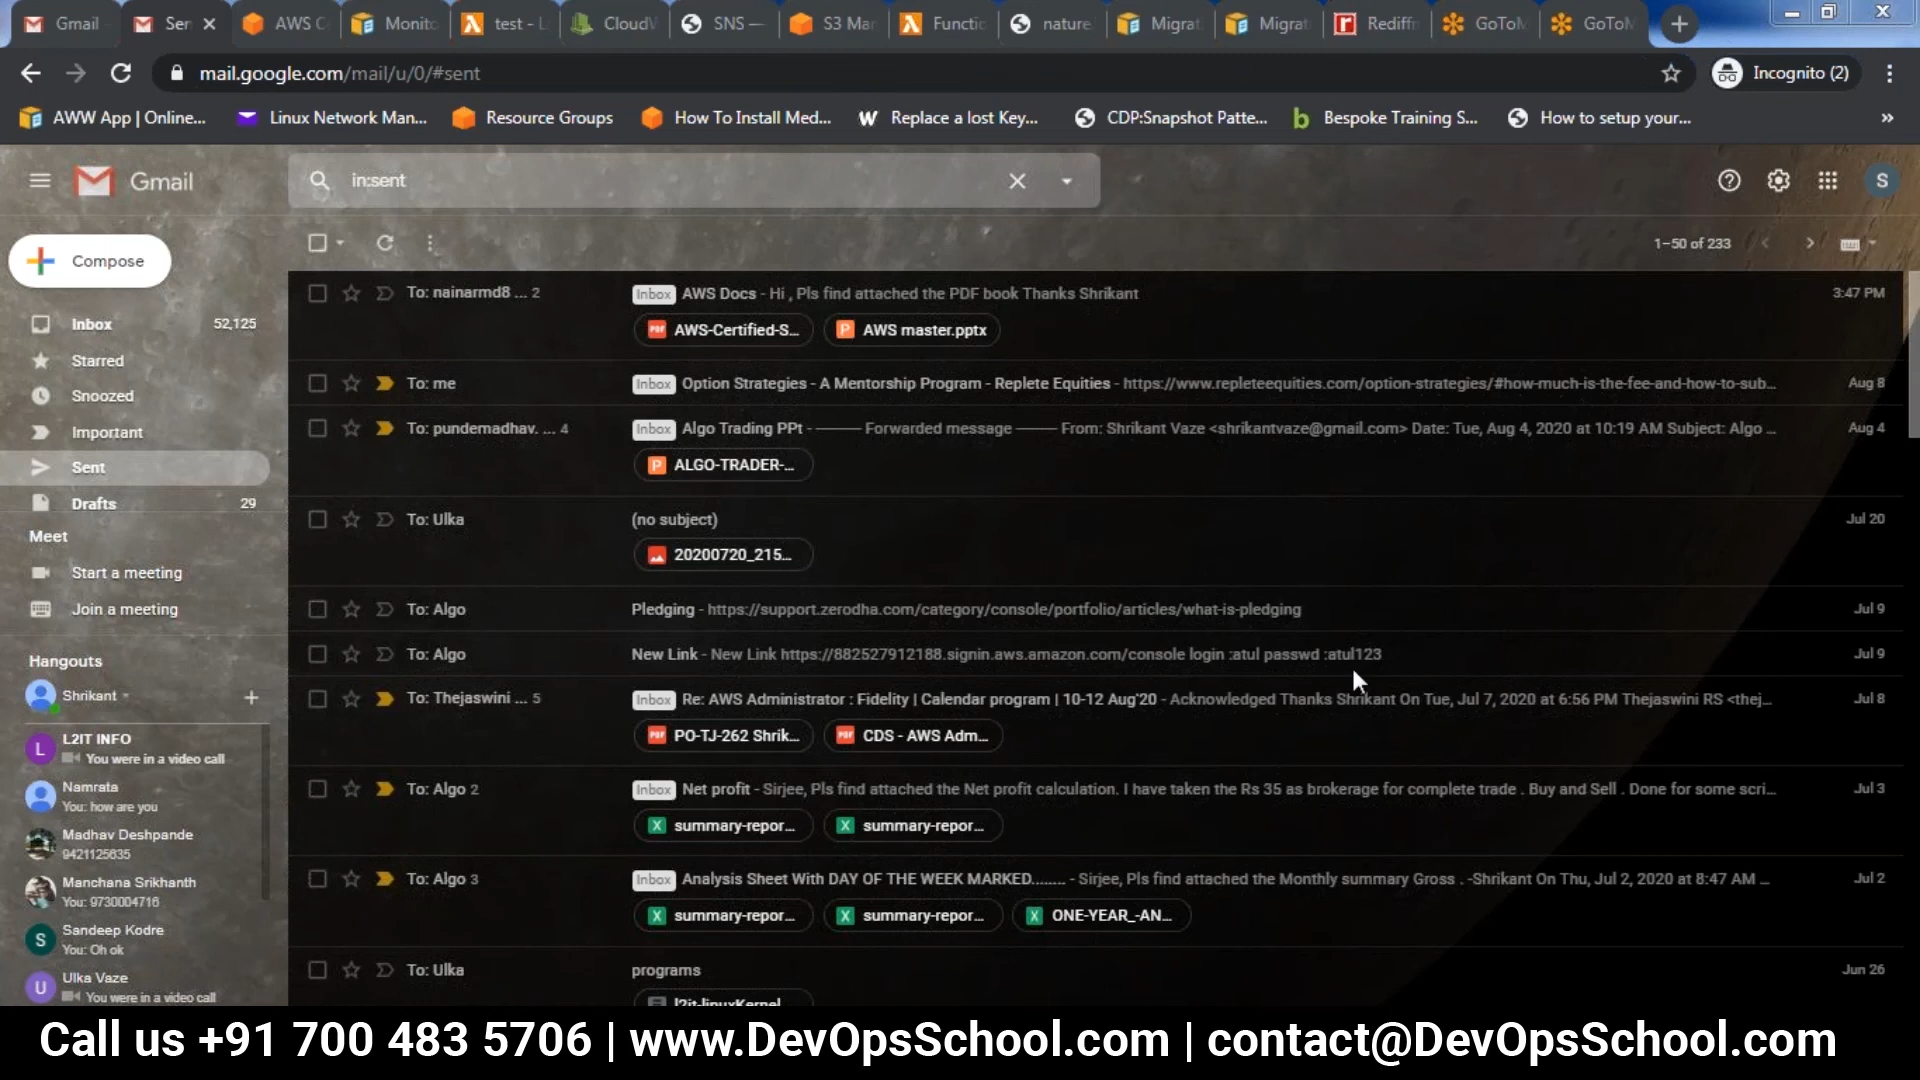 Gmail
Sen
AWS C
Monito
test - L
CloudW
SNS —
S3 Mar
Functic
nature
Migrat
Migrat
Rediffm
GoToM
GoToM
mail.google.com/mail/u/0/#sent
Incognito (2)
AWW App | Online...
Linux Network Man...
Resource Groups
How To Install Med...
Replace a lost Key...
CDP:Snapshot Patte...
Bespoke Training S...
How to setup your...
Gmail
in:sent
S
Compose
1–50 of 233
Inbox 52,125
Starred
Snoozed
Important
Sent
Drafts 29
Meet
Start a meeting
Join a meeting
Hangouts
Shrikant
L L2IT INFO
You were in a video call
Namrata
You: how are you
Madhav Deshpande
9421125635
Manchana Srikhanth
You: 9730004716
S Sandeep Kodre
You: Oh ok
U Ulka Vaze
You were in a video call
To: nainarmd8 ... 2 Inbox AWS Docs - Hi , Pls find attached the PDF book Thanks Shrikant 3:47 PM
PDF AWS-Certified-S... P AWS master.pptx
To: me Inbox Option Strategies - A Mentorship Program - Replete Equities - https://www.repleteequities.com/option-strategies/#how-much-is-the-fee-and-how-to-sub... Aug 8
To: pundemadhav. ... 4 Inbox Algo Trading PPt - ——— Forwarded message ——— From: Shrikant Vaze <shrikantvaze@gmail.com> Date: Tue, Aug 4, 2020 at 10:19 AM Subject: Algo ... Aug 4
P ALGO-TRADER-...
To: Ulka (no subject) Jul 20
20200720_215...
To: Algo Pledging - https://support.zerodha.com/category/console/portfolio/articles/what-is-pledging Jul 9
To: Algo New Link - New Link https://882527912188.signin.aws.amazon.com/console login :atul passwd :atul123 Jul 9
To: Thejaswini ... 5 Inbox Re: AWS Administrator : Fidelity | Calendar program | 10-12 Aug'20 - Acknowledged Thanks Shrikant On Tue, Jul 7, 2020 at 6:56 PM Thejaswini RS <thej... Jul 8
PDF PO-TJ-262 Shrik... PDF CDS - AWS Adm...
To: Algo 2 Inbox Net profit - Sirjee, Pls find attached the Net profit calculation. I have taken the Rs 35 as brokerage for complete trade . Buy and Sell . Done for some scri... Jul 3
X summary-repor... X summary-repor...
To: Algo 3 Inbox Analysis Sheet With DAY OF THE WEEK MARKED........ - Sirjee, Pls find attached the Monthly summary Gross . -Shrikant On Thu, Jul 2, 2020 at 8:47 AM ... Jul 2
X summary-repor... X summary-repor... X ONE-YEAR_-AN...
To: Ulka programs Jun 26
l2it-linuxKernel
Call us +91 700 483 5706 | www.DevOpsSchool.com | contact@DevOpsSchool.com